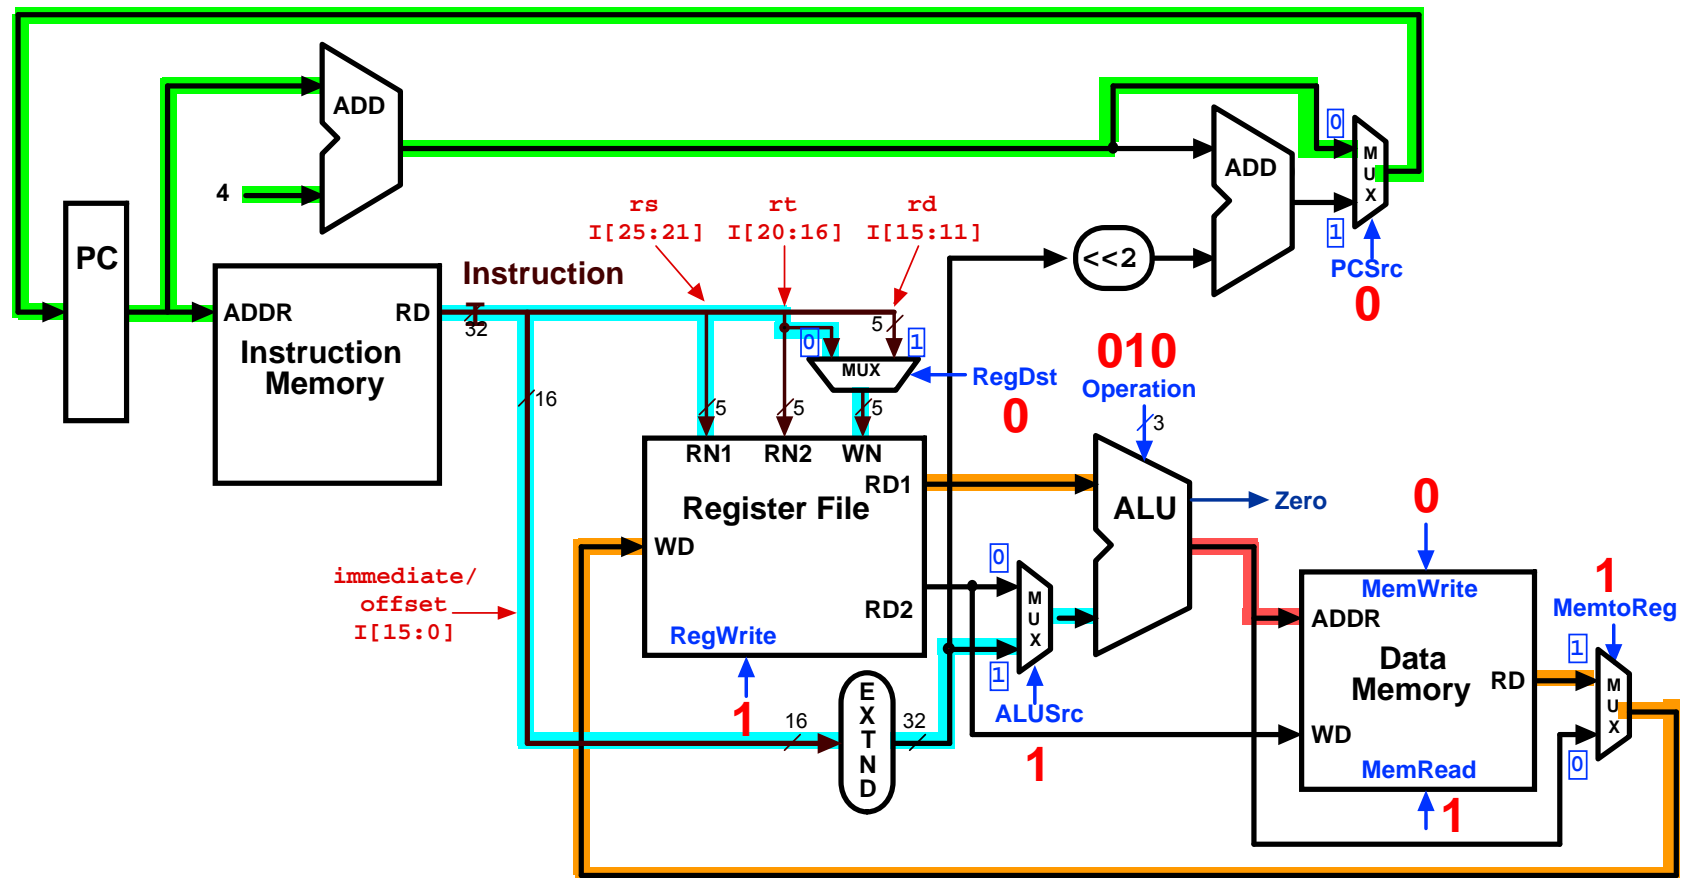 ADD
0
M
U
X
ADD
4
1
PCSrc
0
rs
I[25:21]
rt
I[20:16]
rd
I[15:11]
<<2
PC
Instruction
ADDR
RD
32
Instruction
Memory
5
0
1
MUX
RegDst
0
010
Operation
3
16
5
5
5
RN1
RN2
WN
RD1
Register File
WD
RD2
RegWrite
1
ALU
Zero
0
MemWrite
ADDR
Data
Memory
RD
WD
MemRead
1
1
MemtoReg
1
M
U
X
0
immediate/
offset
I[15:0]
0
M
U
X
1
ALUSrc
1
16
E
X
T
N
D
32